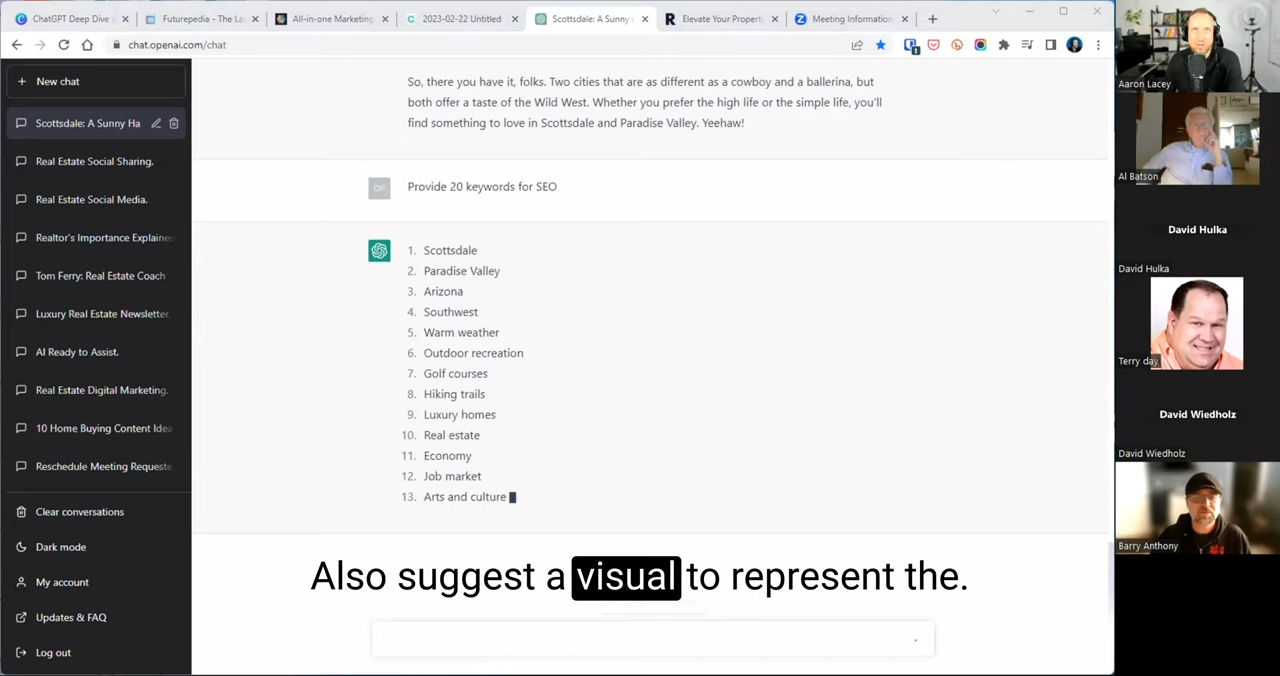 ChatGPT Deep Dive
Futurepedia - The La
All-in-one Marketing
2023-02-22 Untitled
Scottsdale: A Sunny
Elevate Your Property
Meeting Information
chat.openai.com/chat
New chat
Scottsdale: A Sunny Ha
Real Estate Social Sharing.
Real Estate Social Media.
Realtor's Importance Explained
Tom Ferry: Real Estate Coach
Luxury Real Estate Newsletter.
AI Ready to Assist.
Real Estate Digital Marketing.
10 Home Buying Content Idea
Reschedule Meeting Requeste
Clear conversations
Dark mode
My account
Updates & FAQ
Log out
So, there you have it, folks. Two cities that are as different as a cowboy and a ballerina, but
both offer a taste of the Wild West. Whether you prefer the high life or the simple life, you'll
find something to love in Scottsdale and Paradise Valley. Yeehaw!
OF
Provide 20 keywords for SEO
1. Scottsdale
2. Paradise Valley
3. Arizona
4. Southwest
5. Warm weather
6. Outdoor recreation
7. Golf courses
8. Hiking trails
9. Luxury homes
10. Real estate
11. Economy
12. Job market
13. Arts and culture
Also suggest a visual to represent the.
Aaron Lacey
Al Batson
David Hulka
David Hulka
Terry day
David Wiedholz
David Wiedholz
Barry Anthony